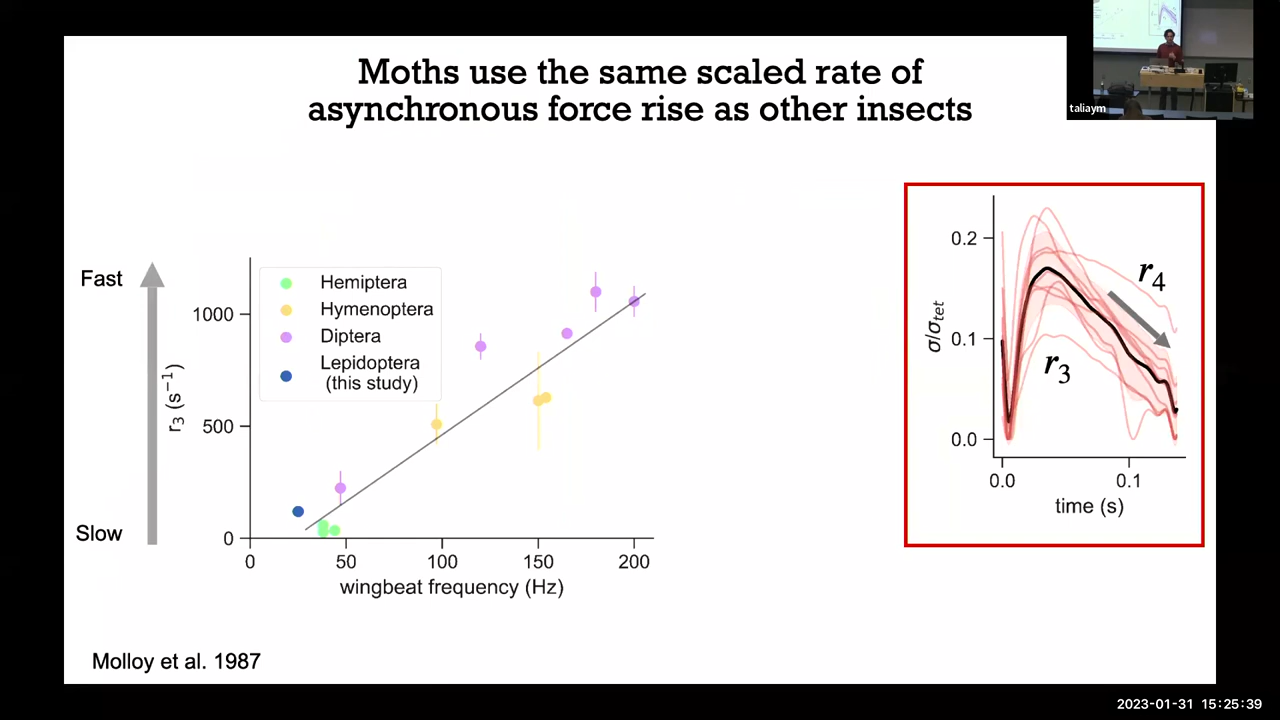 Moths use the same scaled rate of
asynchronous force rise as other insects
taliaym
Fast
Slow
r3 (s⁻¹)
1000
500
0
Hemiptera
Hymenoptera
Diptera
Lepidoptera
(this study)
0 50 100 150 200
wingbeat frequency (Hz)
σ/σtet
0.2
0.1
0.0
r4
r3
0.0 0.1
time (s)
Molloy et al. 1987
2023-01-31 15:25:39